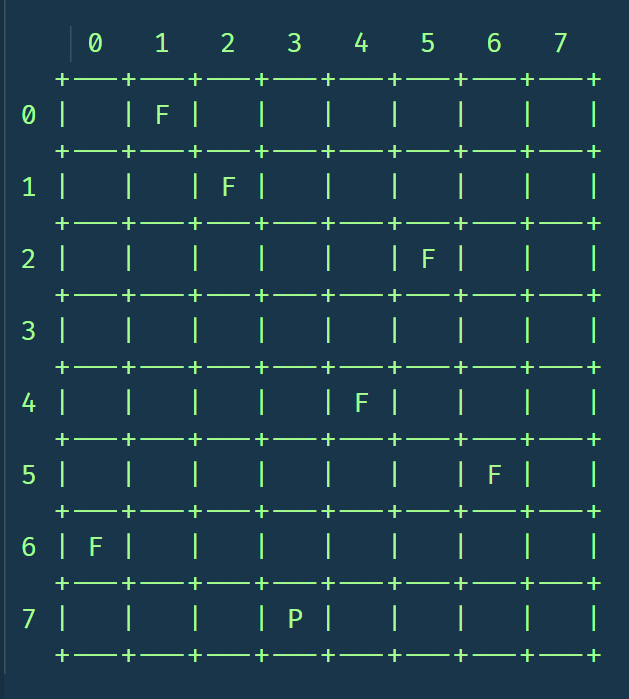 | 0 | 1 | 2 | 3 | 4 | 5 | 6 | 7
+---+---+---+---+---+---+---+---+
0 |   | F |   |   |   |   |   |   |
+---+---+---+---+---+---+---+---+
1 |   |   | F |   |   |   |   |   |
+---+---+---+---+---+---+---+---+
2 |   |   |   |   |   | F |   |   |
+---+---+---+---+---+---+---+---+
3 |   |   |   |   |   |   |   |   |
+---+---+---+---+---+---+---+---+
4 |   |   |   |   | F |   |   |   |
+---+---+---+---+---+---+---+---+
5 |   |   |   |   |   |   | F |   |
+---+---+---+---+---+---+---+---+
6 | F |   |   |   |   |   |   |   |
+---+---+---+---+---+---+---+---+
7 |   |   |   | P |   |   |   |   |
+---+---+---+---+---+---+---+---+